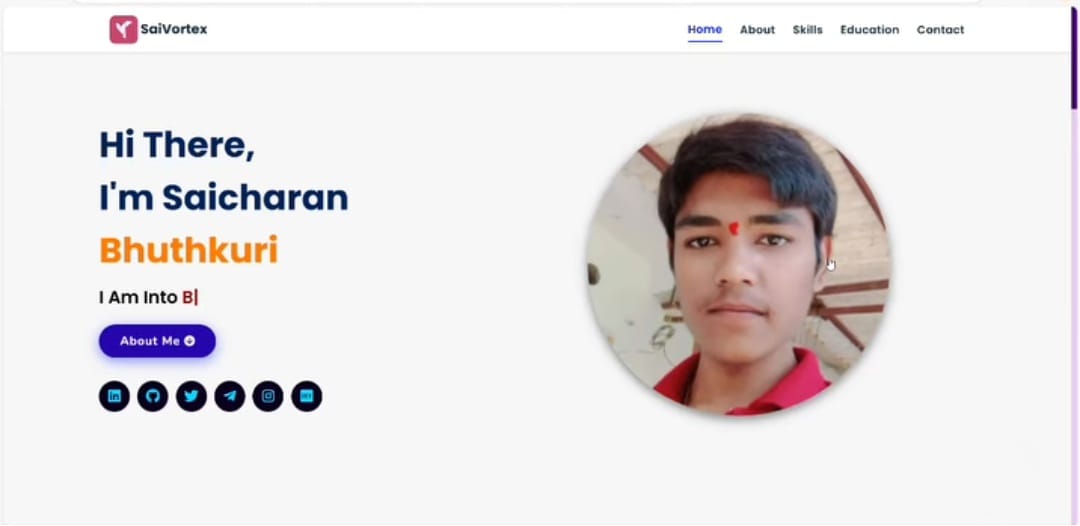 SaiVortex
Home About Skills Education Contact
Hi There,
I'm Saicharan
Bhuthkuri
I Am Into B|
About Me